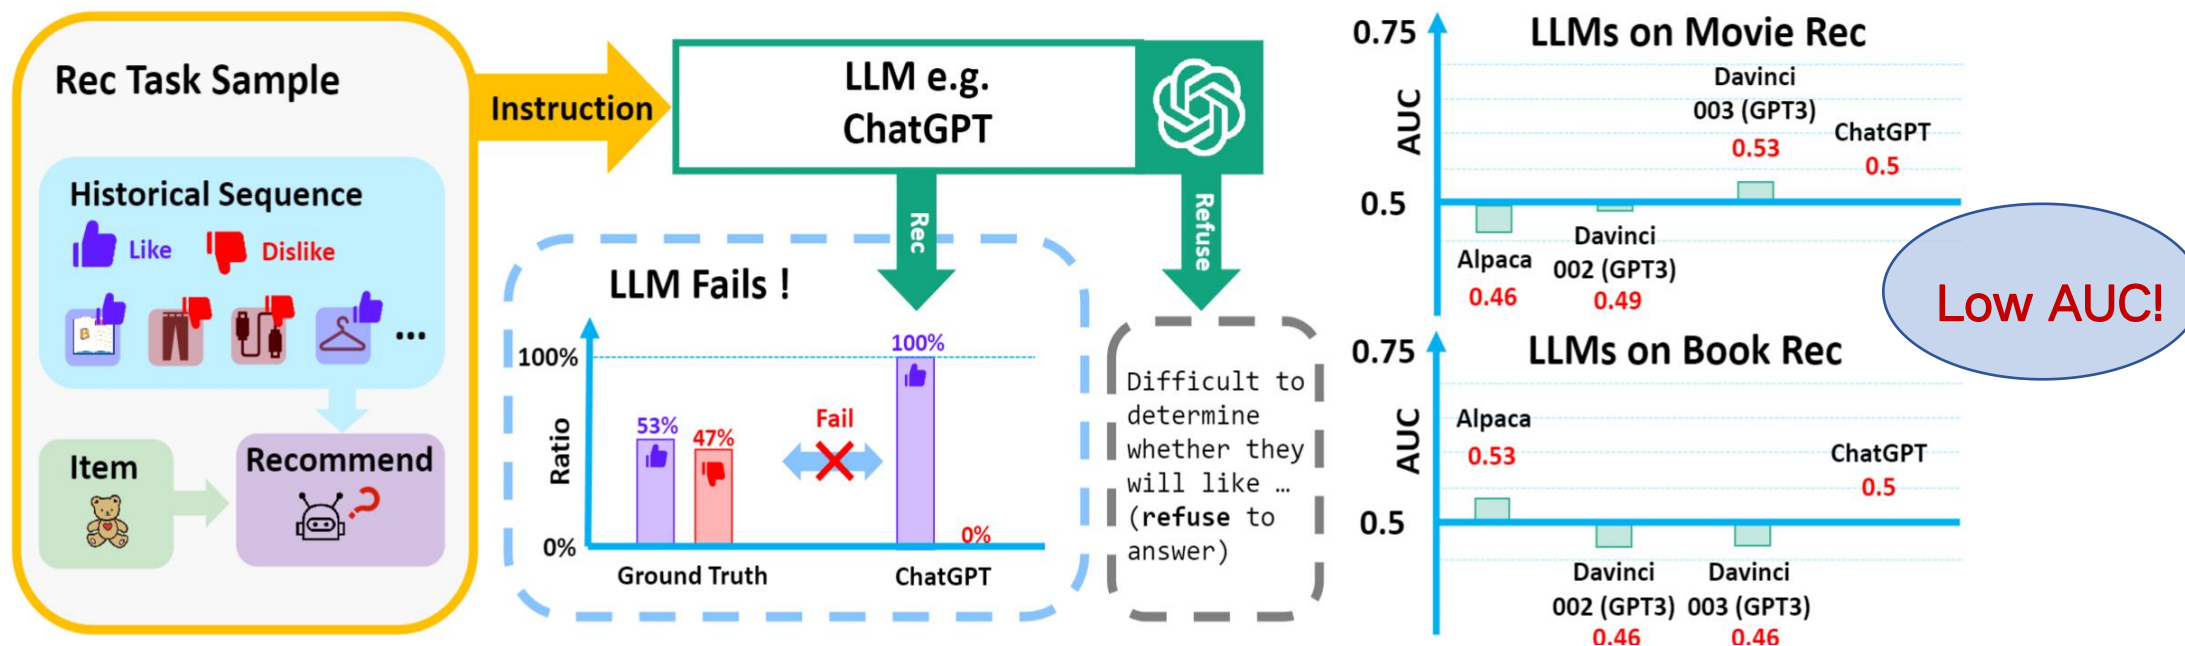 Rec Task Sample
Historical Sequence
Like
Dislike
B
...
Item
Recommend
?
Instruction
LLM e.g.
ChatGPT
Rec
Refuse
LLM Fails !
100%
0%
Ratio
53%
47%
Fail
100%
0%
Ground Truth
ChatGPT
Difficult to
determine
whether they
will like …
(refuse to
answer)
LLMs on Movie Rec
0.75
0.5
AUC
Alpaca
0.46
Davinci
002 (GPT3)
0.49
Davinci
003 (GPT3)
0.53
ChatGPT
0.5
Low AUC!
LLMs on Book Rec
0.75
0.5
AUC
Alpaca
0.53
Davinci
002 (GPT3)
0.46
Davinci
003 (GPT3)
0.46
ChatGPT
0.5